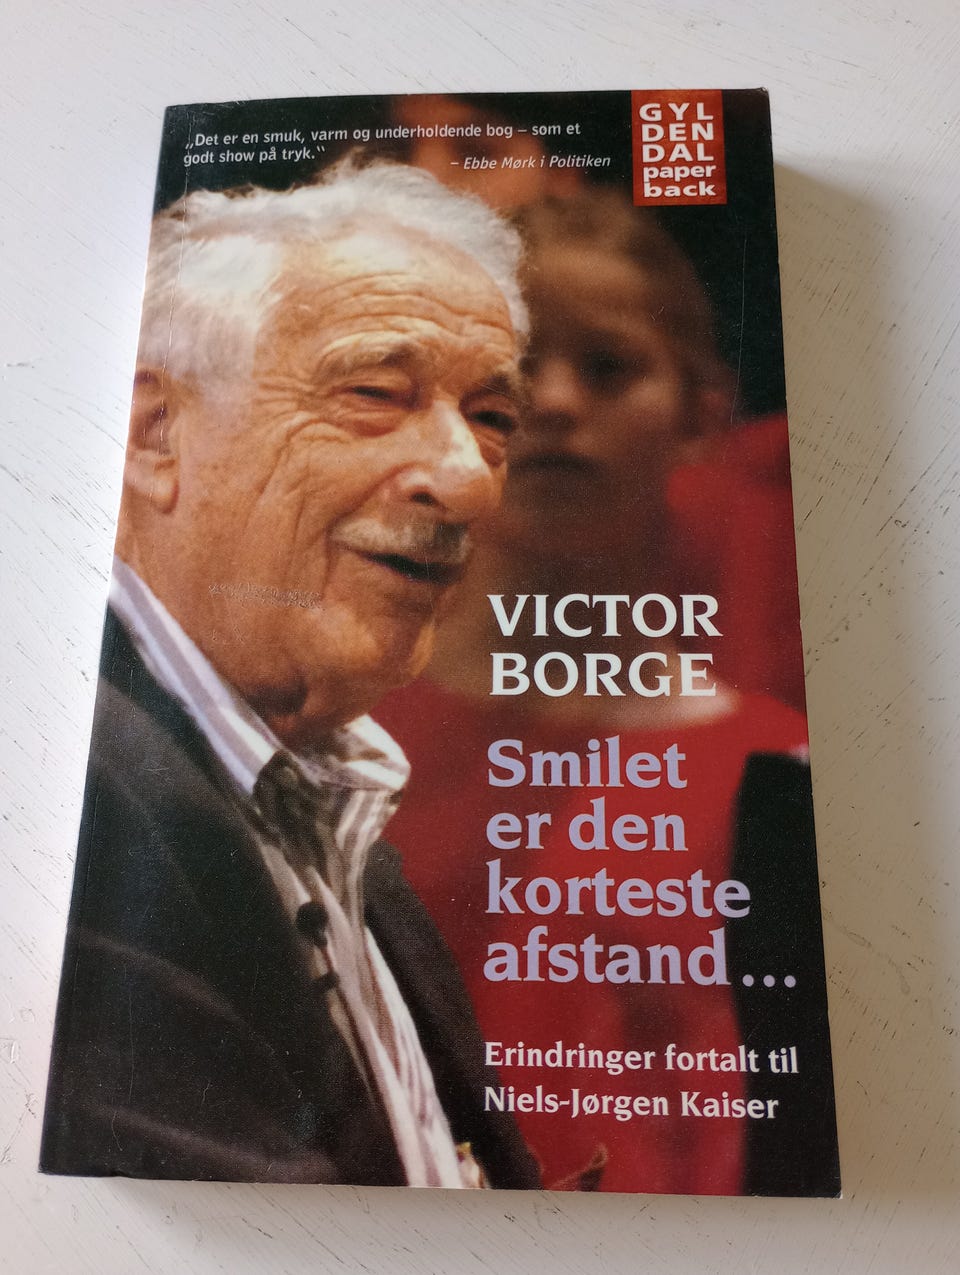 „Det er en smuk, varm og underholdende bog – som et
godt show på tryk.“
– Ebbe Mørk i Politiken
GYL
DEN
DAL
paper
back
VICTOR
BORGE
Smilet
er den
korteste
afstand...
Erindringer fortalt til
Niels-Jørgen Kaiser